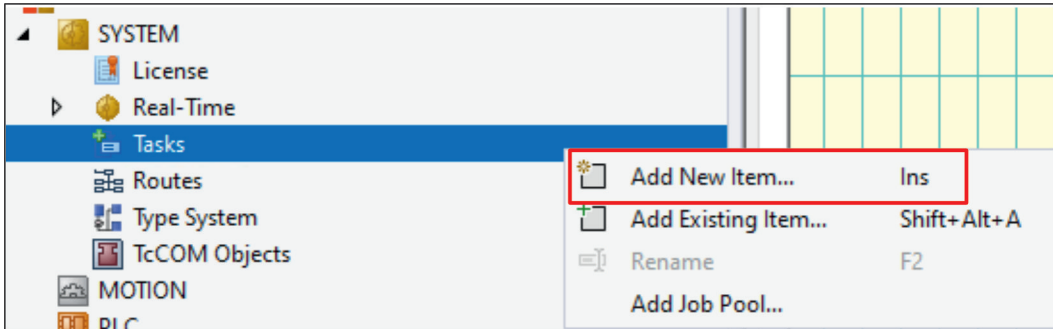 SYSTEM
License
Real-Time
Tasks
Add New Item... Ins
Routes
Add Existing Item... Shift+Alt+A
Type System
Rename F2
TcCOM Objects
MOTION
Add Job Pool...
PLC